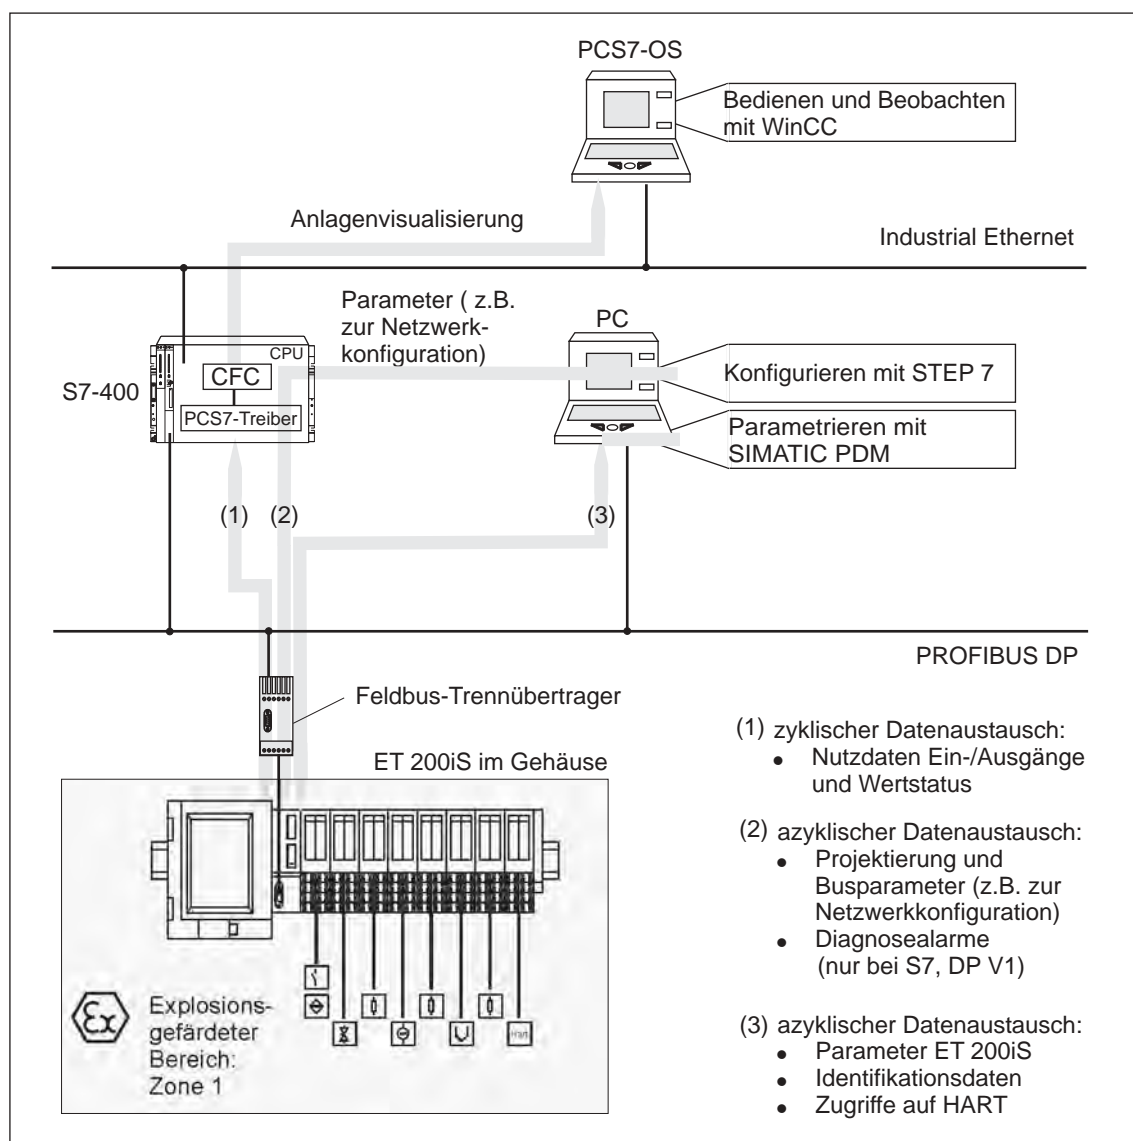 PCS7-OS
Bedienen und Beobachten
mit WinCC
Anlagenvisualisierung
Industrial Ethernet
Parameter ( z.B.
zur Netzwerk-
konfiguration)
PC
S7-400
CPU
CFC
PCS7-Treiber
Konfigurieren mit STEP 7
Parametrieren mit
SIMATIC PDM
(1)
(2)
(3)
PROFIBUS DP
Feldbus-Trennübertrager
ET 200iS im Gehäuse
Ex
Explosions-
gefärdeter
Bereich:
Zone 1
(1) zyklischer Datenaustausch:
● Nutzdaten Ein-/Ausgänge
und Wertstatus
(2) azyklischer Datenaustausch:
● Projektierung und
Busparameter (z.B. zur
Netzwerkkonfiguration)
● Diagnosealarme
(nur bei S7, DP V1)
(3) azyklischer Datenaustausch:
● Parameter ET 200iS
● Identifikationsdaten
● Zugriffe auf HART